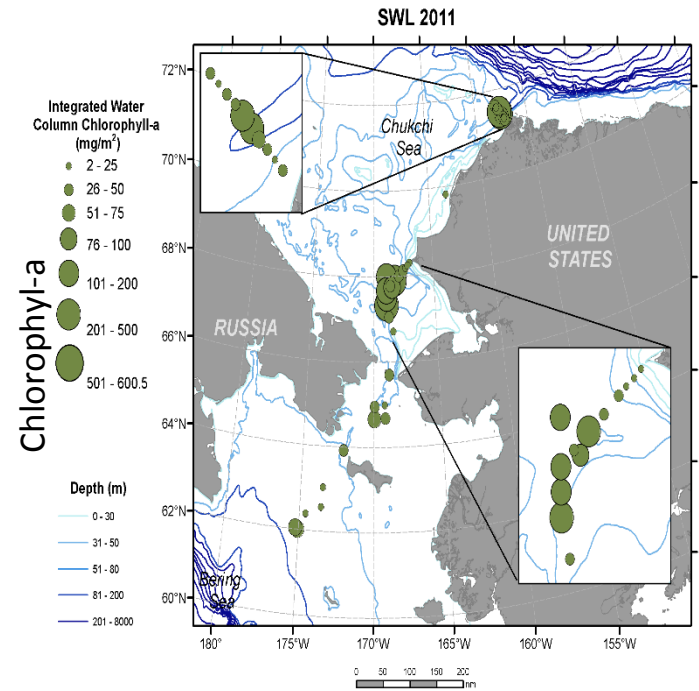 SWL 2011
Integrated Water
Column Chlorophyll-a
(mg/m²)
2 - 25
26 - 50
51 - 75
76 - 100
101 - 200
201 - 500
501 - 600.5
Chlorophyl-a
Depth (m)
0 - 30
31 - 50
51 - 80
81 - 200
201 - 8000
72°N
70°N
68°N
66°N
64°N
62°N
60°N
Chukchi
Sea
UNITED
STATES
RUSSIA
Bering
Sea
180°
175°W
170°W
165°W
160°W
155°W
0 50 100 150 200
nm